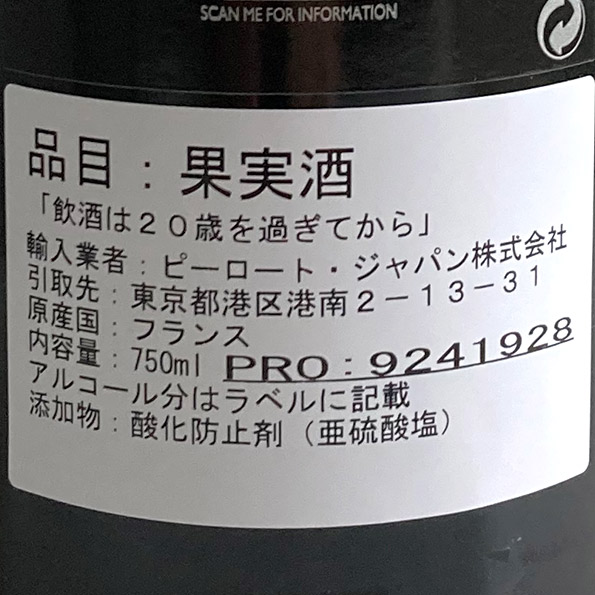 SCAN ME FOR INFORMATION
品目：果実酒
「飲酒は２０歳を過ぎてから」
輸入業者：ピーロート・ジャパン株式会社
引取先：東京都港区港南２－１３－３１
原産国：フランス
内容量：750ml PRO：9241928
アルコール分はラベルに記載
添加物：酸化防止剤（亜硫酸塩）